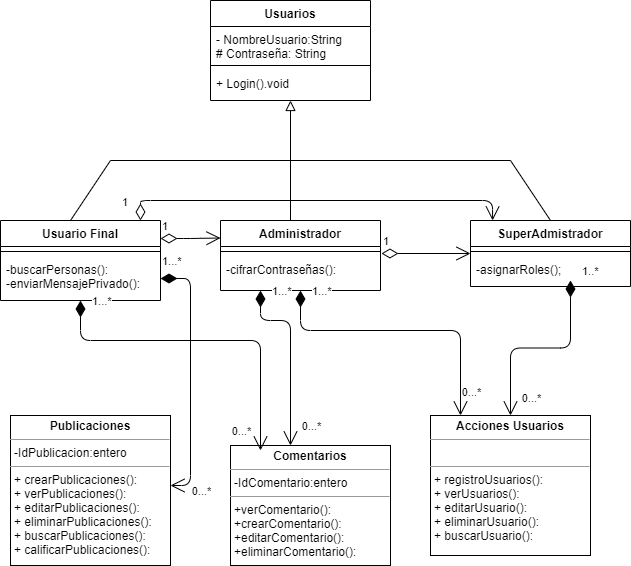 Usuarios
- NombreUsuario:String
# Contraseña: String
+ Login().void
1
Usuario Final
-buscarPersonas():
-enviarMensajePrivado():
1
1...*
1...*
Administrador
-cifrarContraseñas():
1
1...*
1...*
SuperAdmistrador
-asignarRoles();
1..*
Publicaciones
-IdPublicacion:entero
+ crearPublicaciones():
+ verPublicaciones():
+ editarPublicaciones():
+ eliminarPublicaciones():
+ buscarPublicaciones():
+ calificarPublicaciones():
0...*
0...*
0...*
Comentarios
-IdComentario:entero
+verComentario():
+crearComentario():
+editarComentario():
+eliminarComentario():
0...*
0...*
Acciones Usuarios
+ registroUsuarios():
+ verUsuarios():
+ editarUsuario():
+ eliminarUsuario():
+ buscarUsuario():